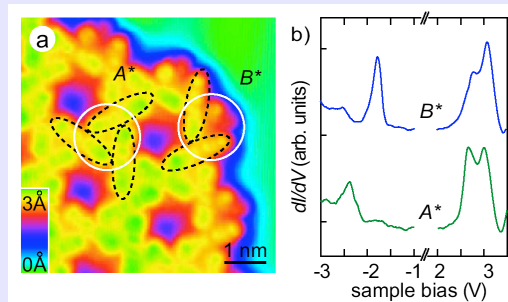 a
A*
B*
3Å
0Å
1 nm
b)
dI/dV (arb. units)
B*
A*
-3 -2 -1 2 3
sample bias (V)